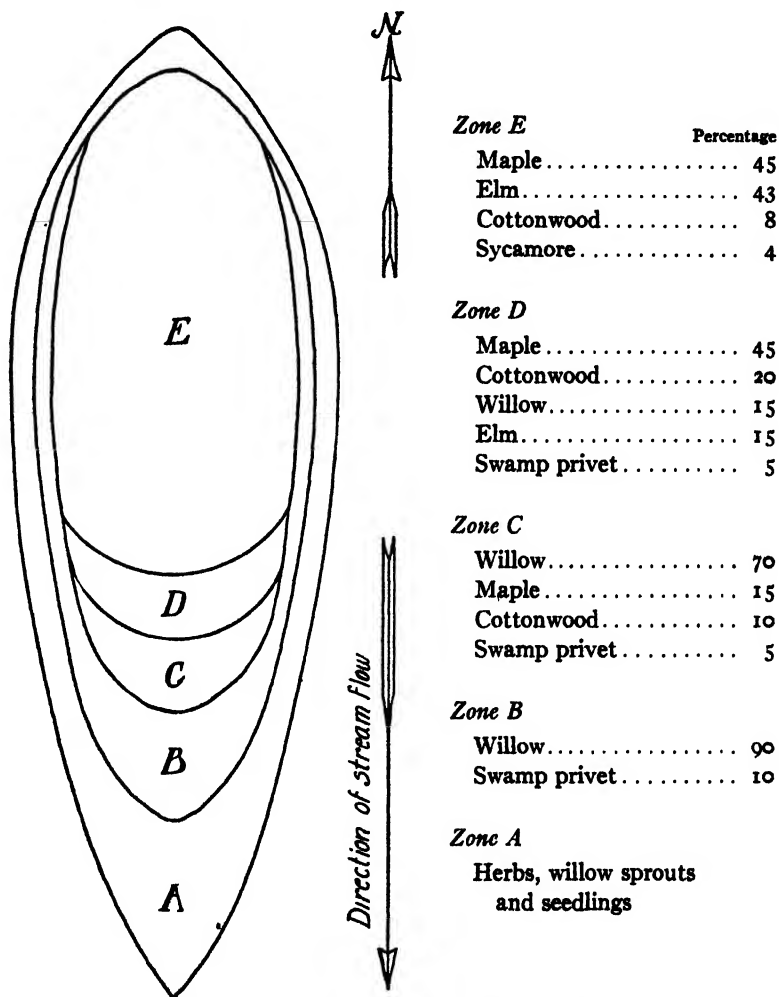 N
Zone E
Percentage
Maple.............. 45
Elm................ 43
Cottonwood......... 8
Sycamore........... 4
Zone D
Maple.............. 45
Cottonwood......... 20
Willow............. 15
Elm................ 15
Swamp privet....... 5
Zone C
Willow............. 70
Maple.............. 15
Cottonwood......... 10
Swamp privet....... 5
Zone B
Willow............. 90
Swamp privet....... 10
Zone A
Herbs, willow sprouts
and seedlings
E
D
C
B
A
Direction of stream flow